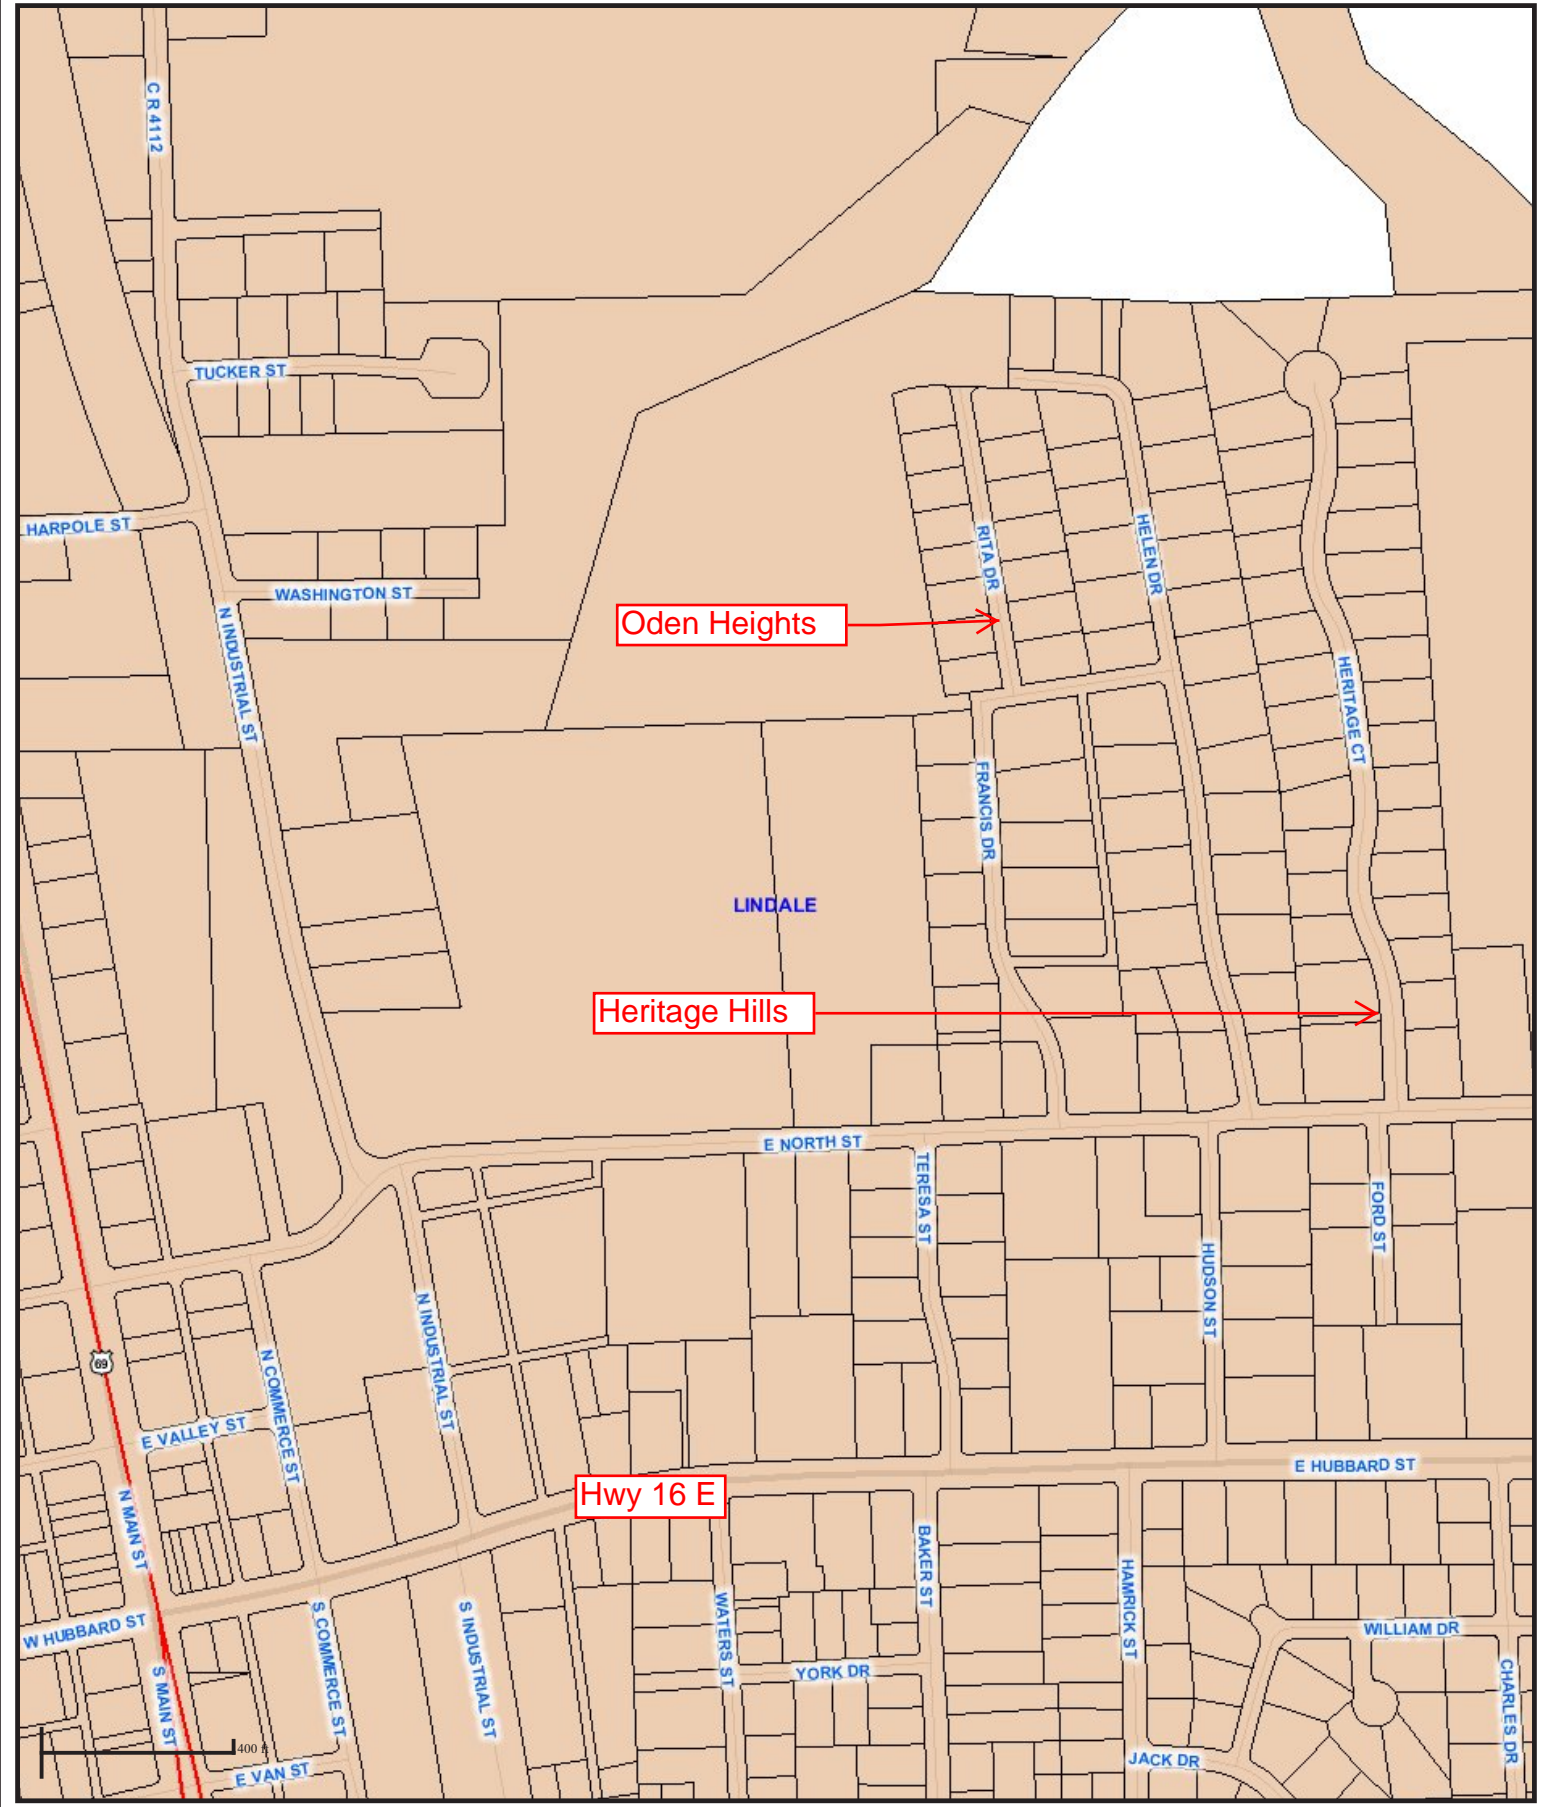 C R 4112
TUCKER ST
HARPOLE ST
WASHINGTON ST
RITA DR
HELEN DR
Oden Heights
N INDUSTRIAL ST
HERITAGE CT
FRANCIS DR
LINDALE
Heritage Hills
E NORTH ST
TERESA ST
FORD ST
HUDSON ST
N INDUSTRIAL ST
69
N COMMERCE ST
E VALLEY ST
E HUBBARD ST
Hwy 16 E
N MAIN ST
BAKER ST
HAMRICK ST
WATERS ST
W HUBBARD ST
S COMMERCE ST
S INDUSTRIAL ST
WILLIAM DR
YORK DR
S MAIN ST
CHARLES DR
400 ft
JACK DR
E VAN ST